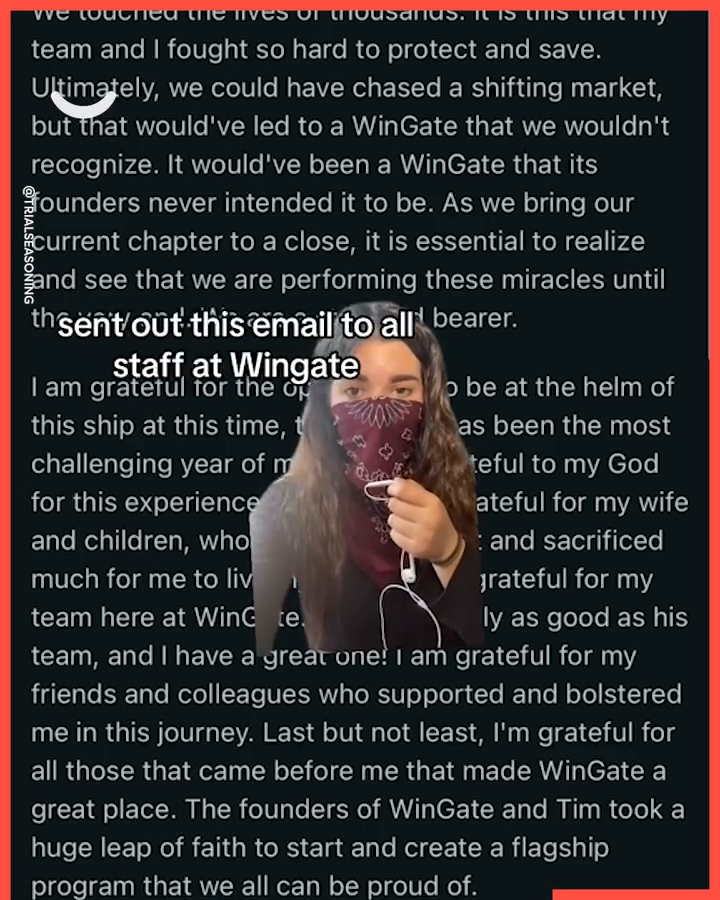 We touched the lives of thousands. It is this that my
team and I fought so hard to protect and save.
Ultimately, we could have chased a shifting market,
but that would've led to a WinGate that we wouldn't
recognize. It would've been a WinGate that its
founders never intended it to be. As we bring our
current chapter to a close, it is essential to realize
and see that we are performing these miracles until
bearer.
I am grateful for the op o be at the helm of
this ship at this time, t as been the most
challenging year of m teful to my God
for this experience ateful for my wife
and children, who and sacrificed
much for me to liv grateful for my
team here at WinG te. ly as good as his
team, and I have a great one! I am grateful for my
friends and colleagues who supported and bolstered
me in this journey. Last but not least, I'm grateful for
all those that came before me that made WinGate a
great place. The founders of WinGate and Tim took a
huge leap of faith to start and create a flagship
program that we all can be proud of.
sent out this email to all
staff at Wingate
@TRIALSEASONING